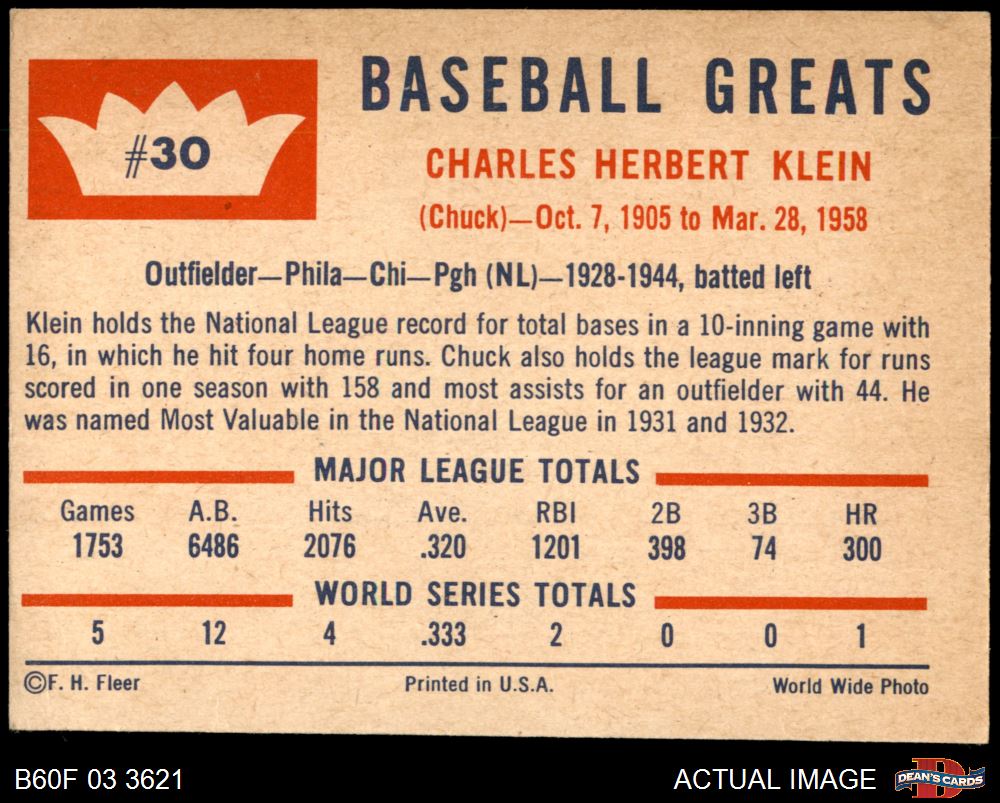 #30
BASEBALL GREATS
CHARLES HERBERT KLEIN
(Chuck)—Oct. 7, 1905 to Mar. 28, 1958
Outfielder—Phila—Chi—Pgh (NL)—1928-1944, batted left
Klein holds the National League record for total bases in a 10-inning game with
16, in which he hit four home runs. Chuck also holds the league mark for runs
scored in one season with 158 and most assists for an outfielder with 44. He
was named Most Valuable in the National League in 1931 and 1932.
MAJOR LEAGUE TOTALS
Games A.B. Hits Ave. RBI 2B 3B HR
1753 6486 2076 .320 1201 398 74 300
WORLD SERIES TOTALS
5 12 4 .333 2 0 0 1
©F. H. Fleer Printed in U.S.A. World Wide Photo
B60F 03 3621 ACTUAL IMAGE D DEAN'S CARDS